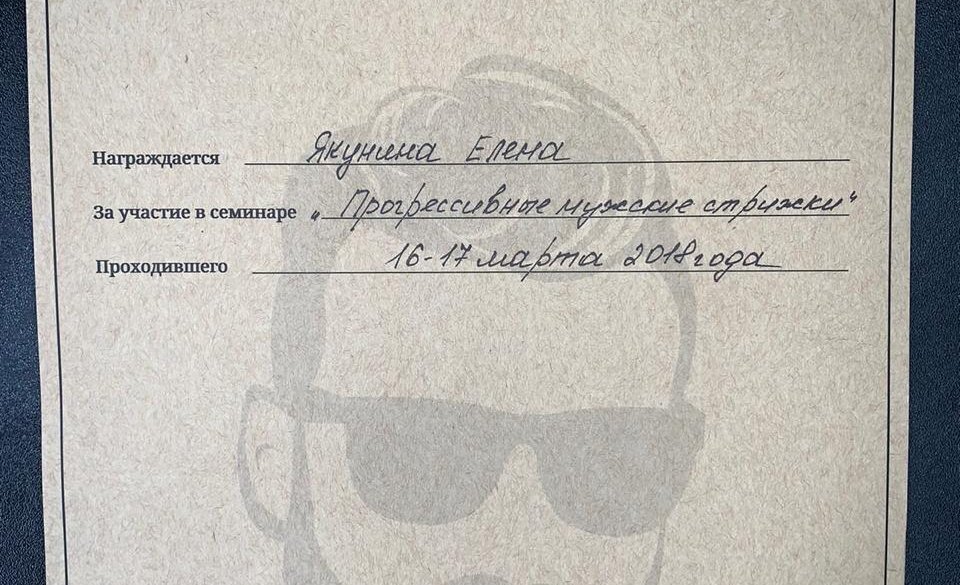 Награждается Якунина Елена
За участие в семинаре „Прогрессивные мужские стрижки"
Проходившего 16-17 марта 2018 года